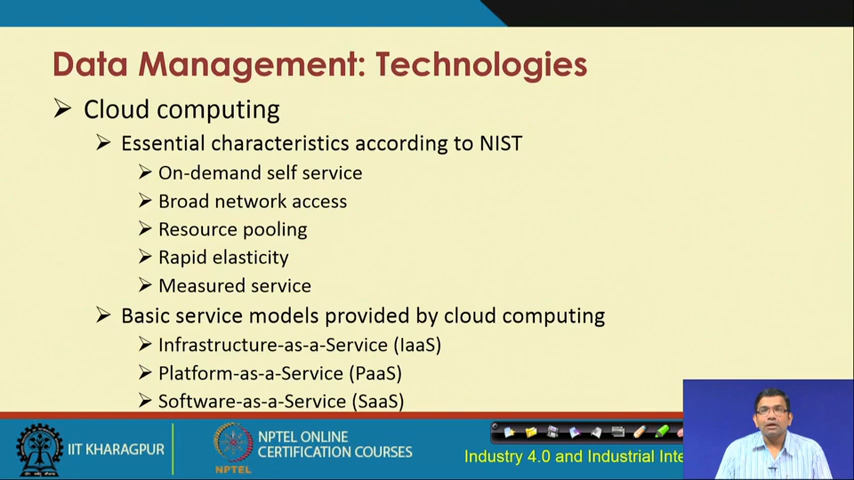 Data Management: Technologies
Cloud computing
Essential characteristics according to NIST
On-demand self service
Broad network access
Resource pooling
Rapid elasticity
Measured service
Basic service models provided by cloud computing
Infrastructure-as-a-Service (IaaS)
Platform-as-a-Service (PaaS)
Software-as-a-Service (SaaS)
IIT KHARAGPUR
NPTEL
NPTEL ONLINE
CERTIFICATION COURSES
Industry 4.0 and Industrial Inte